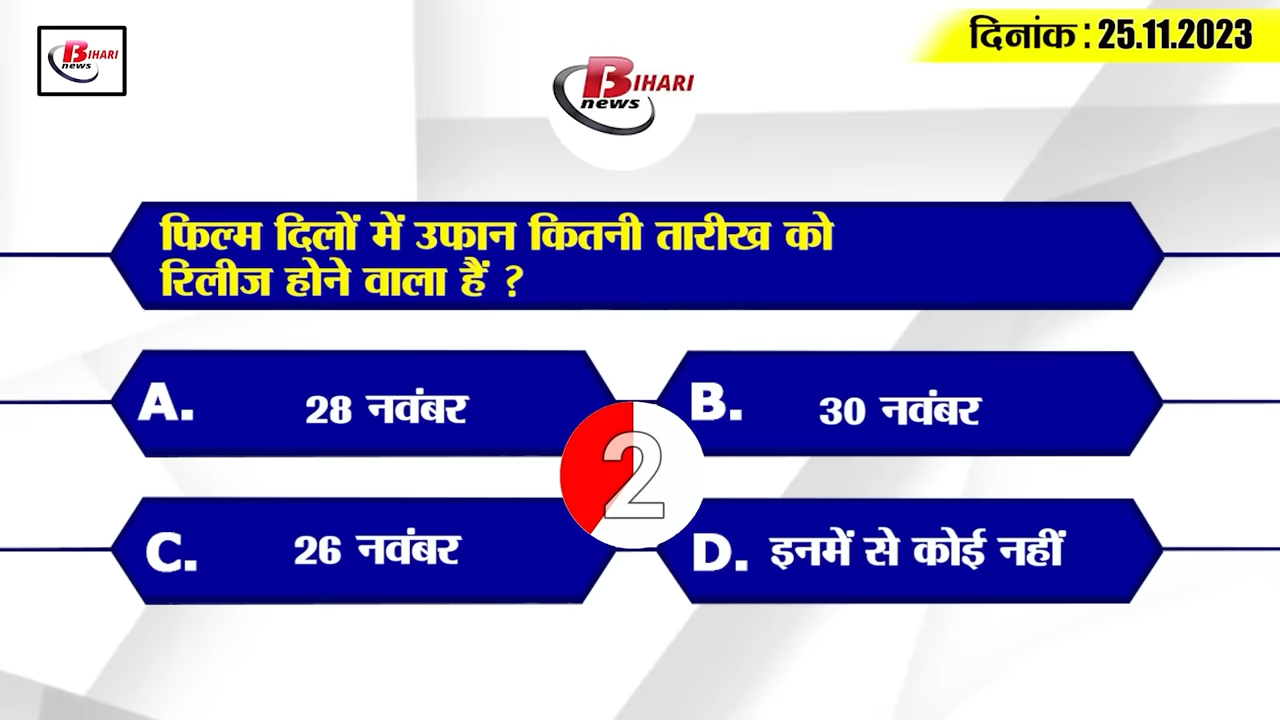 BIHARI
news
दिनांक : 25.11.2023
BIHARI
news
फिल्म दिलों में उफान कितनी तारीख को
रिलीज होने वाला हैं ?
A. 28 नवंबर
B. 30 नवंबर
2
C. 26 नवंबर
D. इनमें से कोई नहीं